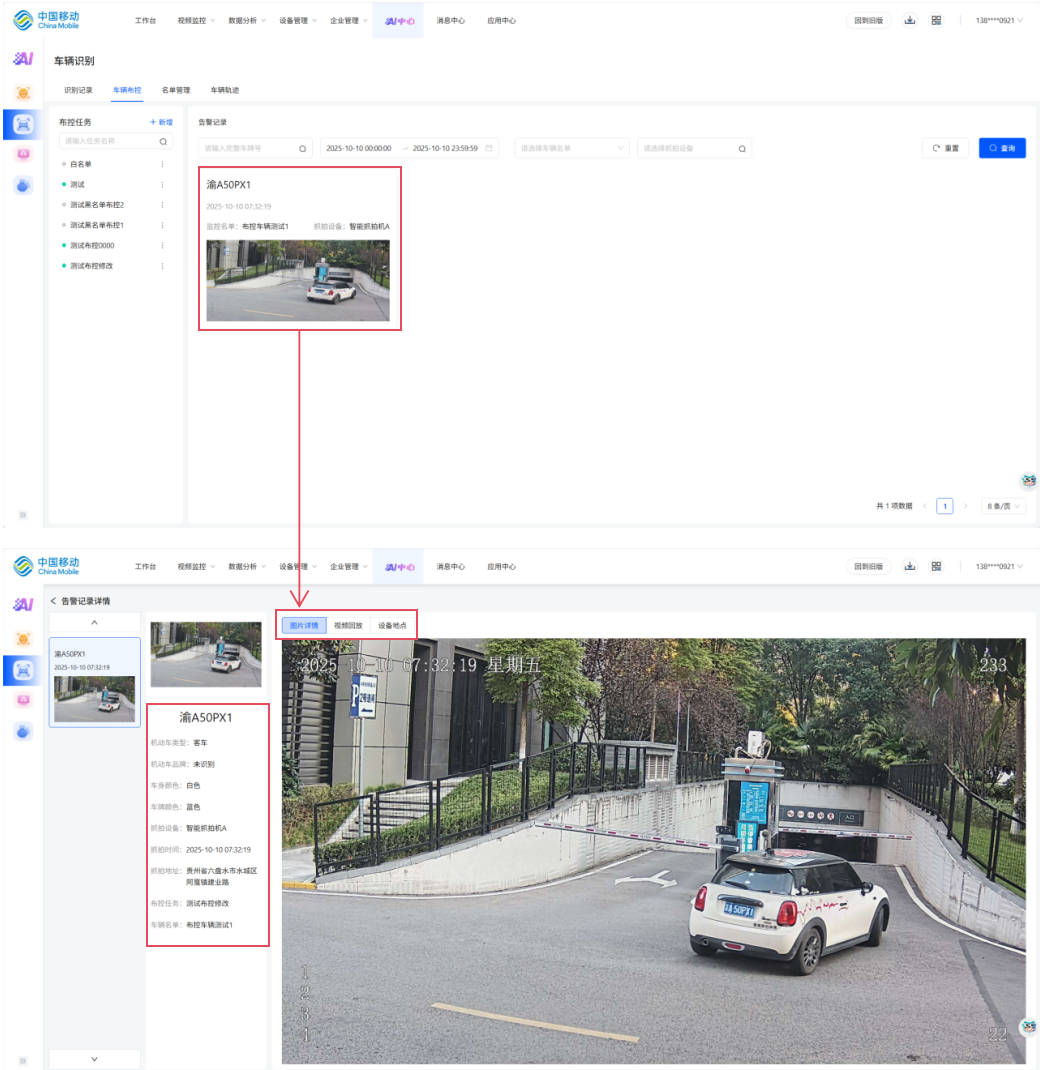 中国移动
China Mobile
工作台
视频监控
数据分析
设备管理
企业管理
AI中心
消息中心
应用中心
回到旧版
138****0921
AI
车辆识别
识别记录
车辆布控
名单管理
车辆轨迹
布控任务
+ 新增
请输入任务名称
白名单
测试
测试黑名单布控2
测试黑名单布控1
测试布控0000
测试布控修改
告警记录
请输入完整车牌号
2025-10-10 00:00:00 → 2025-10-10 23:59:59
请选择车辆名单
请选择抓拍设备
重置
查询
渝A50PX1
2025-10-10 07:32:19
监控名单: 布控车辆测试1
抓拍设备: 智能抓拍机A
共 1 项数据
1
8 条/页
中国移动
China Mobile
工作台
视频监控
数据分析
设备管理
企业管理
AI中心
消息中心
应用中心
回到旧版
138****0921
AI
告警记录详情
渝A50PX1
2025-10-10 07:32:19
渝A50PX1
机动车类型: 客车
机动车品牌: 未识别
车身颜色: 白色
车牌颜色: 蓝色
抓拍设备: 智能抓拍机A
抓拍时间: 2025-10-10 07:32:19
抓拍地址: 贵州省六盘水市水城区
阿戛镇建业路
布控任务: 测试布控修改
车辆名单: 布控车辆测试1
图片详情
视频回放
设备地点
2025-10-10 07:32:19 星期五
233
P
A50PX1
1
2
3
1
22